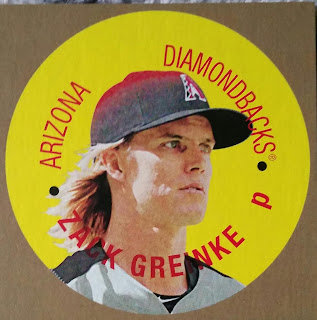 ARIZONA
DIAMONDBACKS®
ZACK GREINKE
p
A